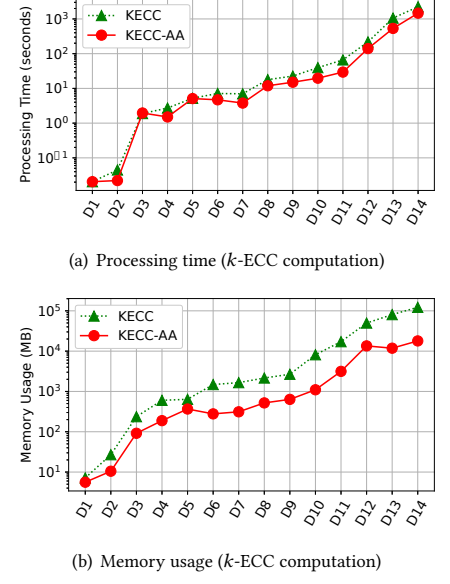 Processing Time (seconds)
10³
10²
10¹
10⁰
10▯1
KECC
KECC-AA
D1 D2 D3 D4 D5 D6 D7 D8 D9 D10 D11 D12 D13 D14
(a) Processing time (k-ECC computation)
Memory Usage (MB)
10⁵
10⁴
10³
10²
10¹
KECC
KECC-AA
D1 D2 D3 D4 D5 D6 D7 D8 D9 D10 D11 D12 D13 D14
(b) Memory usage (k-ECC computation)